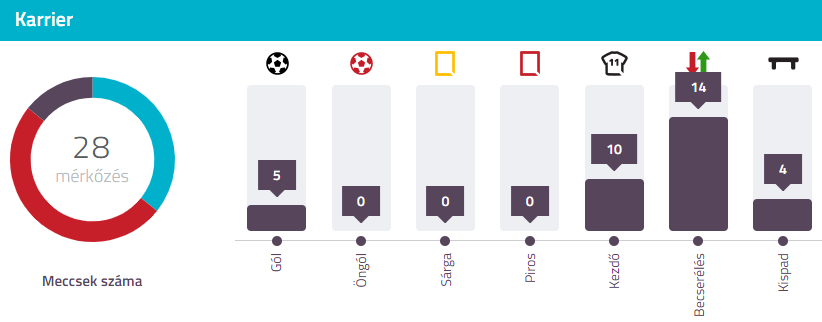 Karrier
28
mérkőzés
Meccsek száma
11
5
0
0
0
10
14
4
Gól
Öngól
Sárga
Piros
Kezdő
Becserélés
Kispad